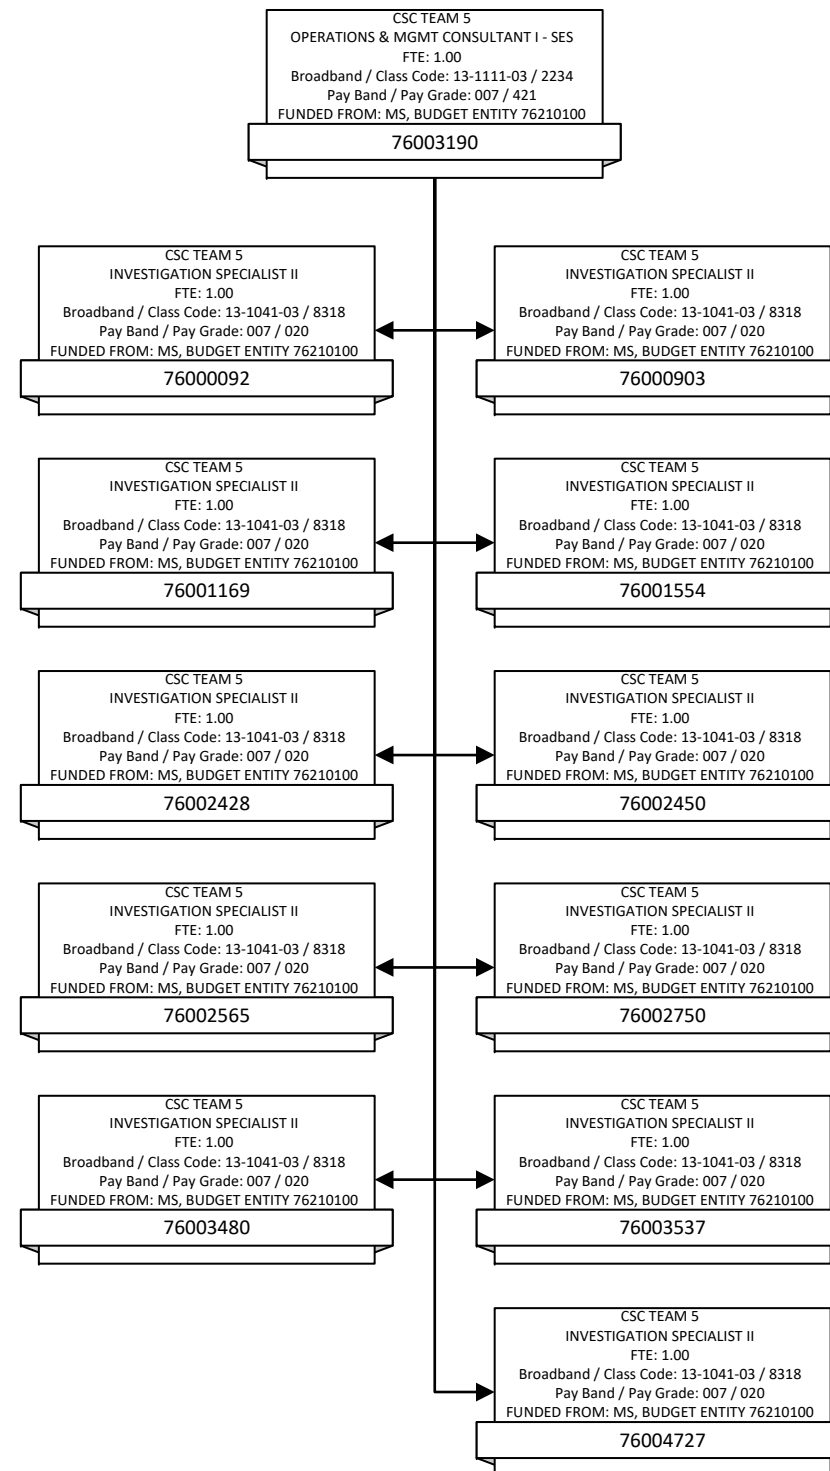 CSC TEAM 5
OPERATIONS & MGMT CONSULTANT I - SES
FTE: 1.00
Broadband / Class Code: 13-1111-03 / 2234
Pay Band / Pay Grade: 007 / 421
FUNDED FROM: MS, BUDGET ENTITY 76210100
76003190
CSC TEAM 5
INVESTIGATION SPECIALIST II
FTE: 1.00
Broadband / Class Code: 13-1041-03 / 8318
Pay Band / Pay Grade: 007 / 020
FUNDED FROM: MS, BUDGET ENTITY 76210100
76000092
CSC TEAM 5
INVESTIGATION SPECIALIST II
FTE: 1.00
Broadband / Class Code: 13-1041-03 / 8318
Pay Band / Pay Grade: 007 / 020
FUNDED FROM: MS, BUDGET ENTITY 76210100
76000903
CSC TEAM 5
INVESTIGATION SPECIALIST II
FTE: 1.00
Broadband / Class Code: 13-1041-03 / 8318
Pay Band / Pay Grade: 007 / 020
FUNDED FROM: MS, BUDGET ENTITY 76210100
76001169
CSC TEAM 5
INVESTIGATION SPECIALIST II
FTE: 1.00
Broadband / Class Code: 13-1041-03 / 8318
Pay Band / Pay Grade: 007 / 020
FUNDED FROM: MS, BUDGET ENTITY 76210100
76001554
CSC TEAM 5
INVESTIGATION SPECIALIST II
FTE: 1.00
Broadband / Class Code: 13-1041-03 / 8318
Pay Band / Pay Grade: 007 / 020
FUNDED FROM: MS, BUDGET ENTITY 76210100
76002428
CSC TEAM 5
INVESTIGATION SPECIALIST II
FTE: 1.00
Broadband / Class Code: 13-1041-03 / 8318
Pay Band / Pay Grade: 007 / 020
FUNDED FROM: MS, BUDGET ENTITY 76210100
76002450
CSC TEAM 5
INVESTIGATION SPECIALIST II
FTE: 1.00
Broadband / Class Code: 13-1041-03 / 8318
Pay Band / Pay Grade: 007 / 020
FUNDED FROM: MS, BUDGET ENTITY 76210100
76002565
CSC TEAM 5
INVESTIGATION SPECIALIST II
FTE: 1.00
Broadband / Class Code: 13-1041-03 / 8318
Pay Band / Pay Grade: 007 / 020
FUNDED FROM: MS, BUDGET ENTITY 76210100
76002750
CSC TEAM 5
INVESTIGATION SPECIALIST II
FTE: 1.00
Broadband / Class Code: 13-1041-03 / 8318
Pay Band / Pay Grade: 007 / 020
FUNDED FROM: MS, BUDGET ENTITY 76210100
76003480
CSC TEAM 5
INVESTIGATION SPECIALIST II
FTE: 1.00
Broadband / Class Code: 13-1041-03 / 8318
Pay Band / Pay Grade: 007 / 020
FUNDED FROM: MS, BUDGET ENTITY 76210100
76003537
CSC TEAM 5
INVESTIGATION SPECIALIST II
FTE: 1.00
Broadband / Class Code: 13-1041-03 / 8318
Pay Band / Pay Grade: 007 / 020
FUNDED FROM: MS, BUDGET ENTITY 76210100
76004727